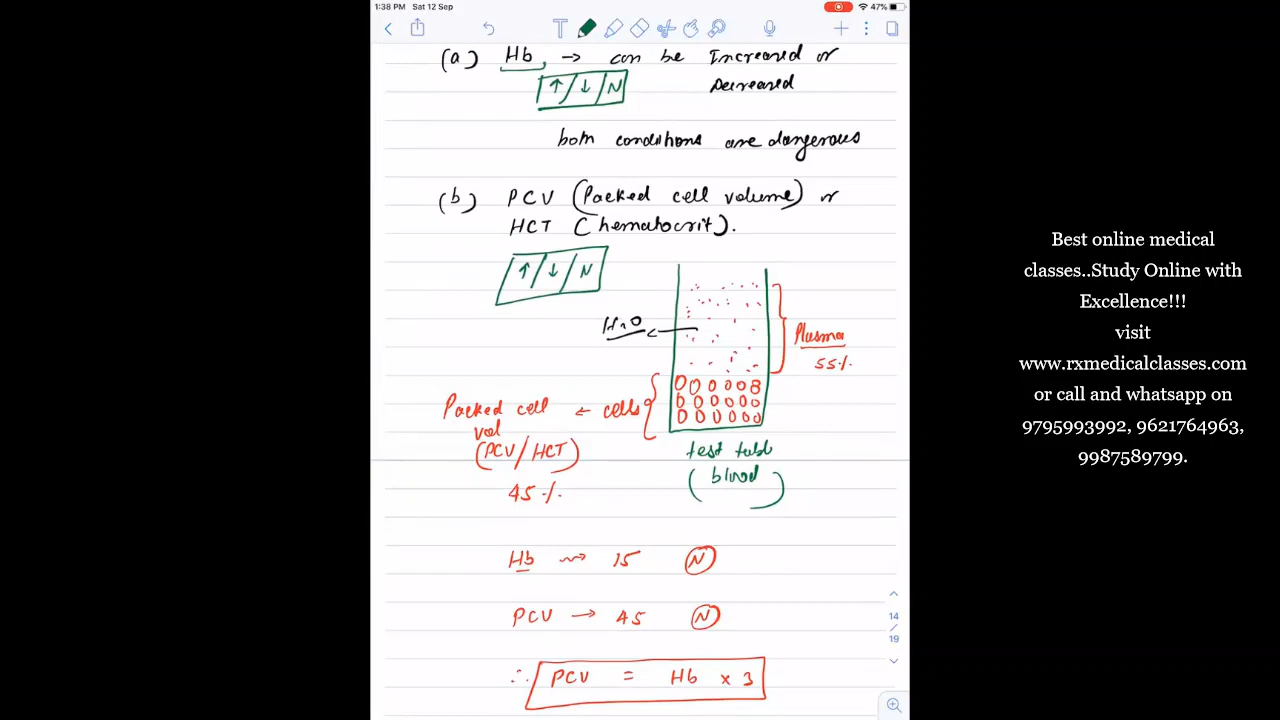 1:38 PM Sat 12 Sep
47%
(a) Hb → can be Increased or
Decreased
↑/↓/N
both conditions are dangerous
(b) PCV (Packed cell volume) or
HCT (hematocrit).
↑/↓/N
H₂O
Plasma
55%
Packed cell ← cells
vol
(PCV/HCT)
45%
test tube
(blood)
Hb → 15 N
PCV → 45 N
∴ PCV = Hb x 3
14
19
Best online medical
classes..Study Online with
Excellence!!!
visit
www.rxmedicalclasses.com
or call and whatsapp on
9795993992, 9621764963,
9987589799.